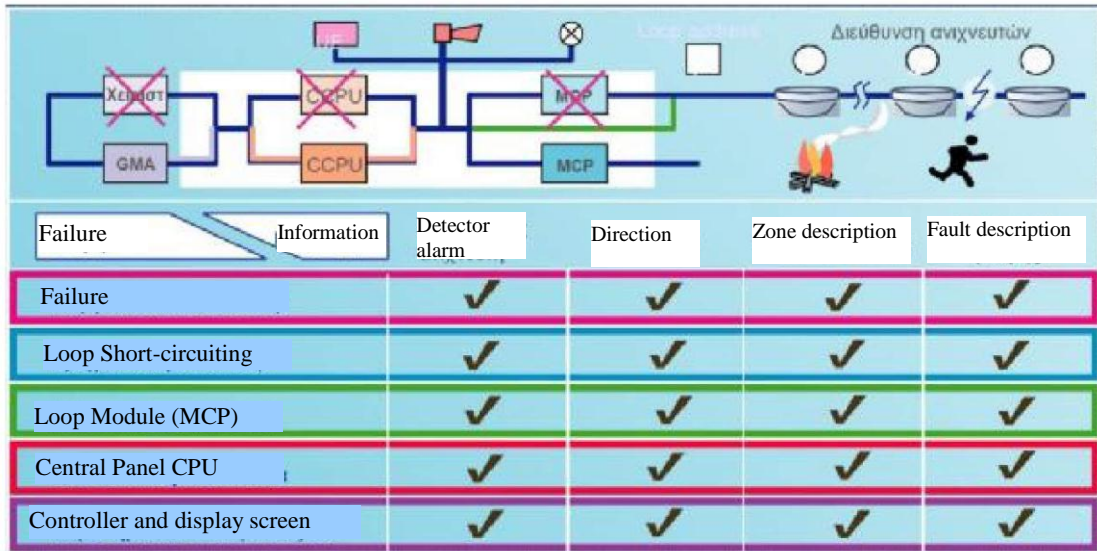 Διεύθυνση ανιχνευτών
CCPU
MCP
GMA
CCPU
MCP
Failure
Information
Detector
alarm
Direction
Zone description
Fault description
Failure
Loop Short-circuiting
Loop Module (MCP)
Central Panel CPU
Controller and display screen